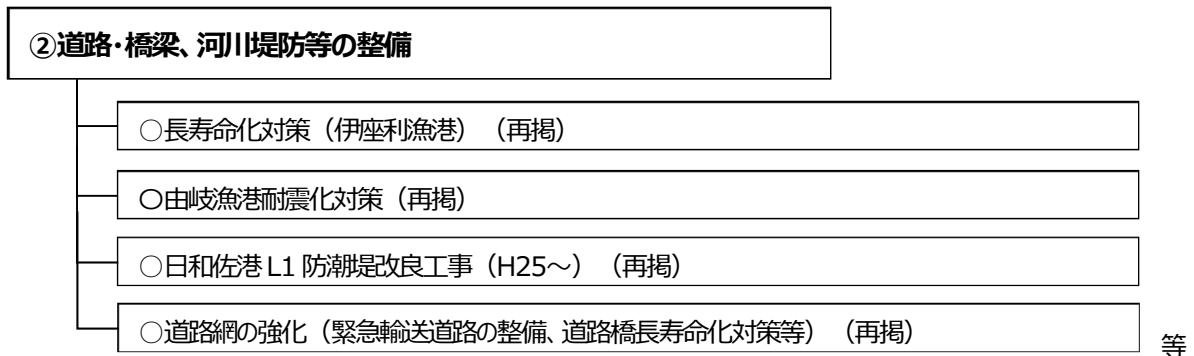 ②道路・橋梁、河川堤防等の整備
○長寿命化対策（伊座利漁港）（再掲）
○由岐漁港耐震化対策（再掲）
○日和佐港 L1 防潮堤改良工事（H25～）（再掲）
○道路網の強化（緊急輸送道路の整備、道路橋長寿命化対策等）（再掲）
等